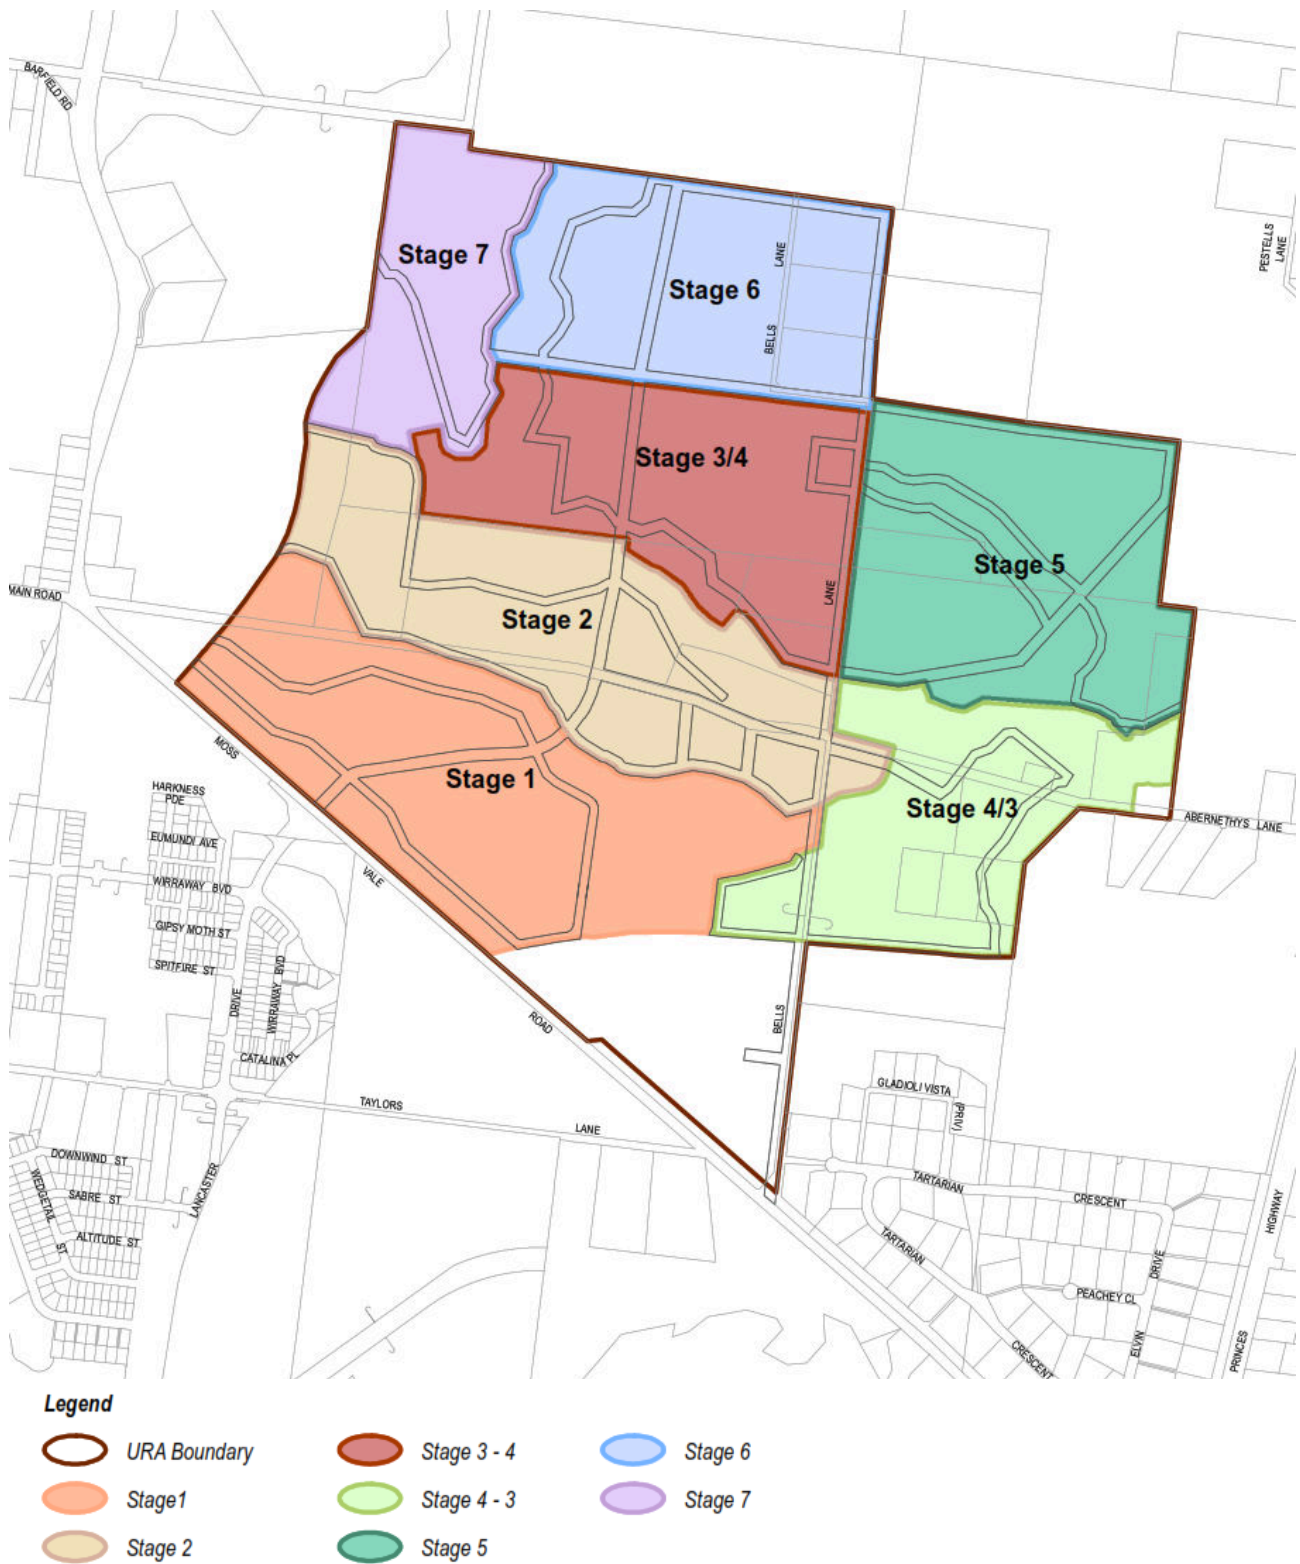 BARFIELD RD
PESTELLS
LANE
Stage 7
LANE
Stage 6
BELLS
Stage 3/4
Stage 5
MAIN ROAD
LANE
Stage 2
MOSS
Stage 1
HARKNESS
PDE
Stage 4/3
ABERNETHYS LANE
EUMUNDI AVE
VALE
WIRRAWAY BVD
GIPSY MOTH ST
SPITFIRE ST
WIRRAWAY BVD
DRIVE
ROAD
BELLS
CATALINA PL
GLADIOLI VISTA
(PRIV)
TAYLORS
LANE
DOWNWIND ST
WEDGETAIL
ST
SABRE ST
LANCASTER
TARTARIAN
CRESCENT
HIGHWAY
ALTITUDE ST
TARTARIAN
DRIVE
PEACHEY CL
ELVIN
CRESCENT
PRINCES
Legend
URA Boundary
Stage 3 - 4
Stage 6
Stage1
Stage 4 - 3
Stage 7
Stage 2
Stage 5